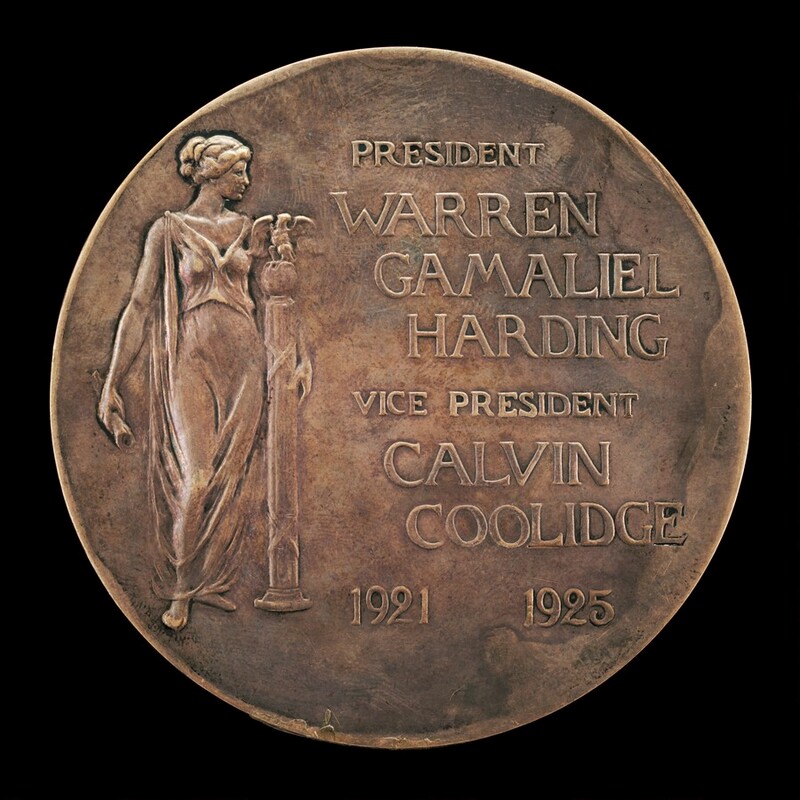 PRESIDENT
WARREN
GAMALIEL
HARDING
VICE PRESIDENT
CALVIN
COOLIDGE
1921 1925